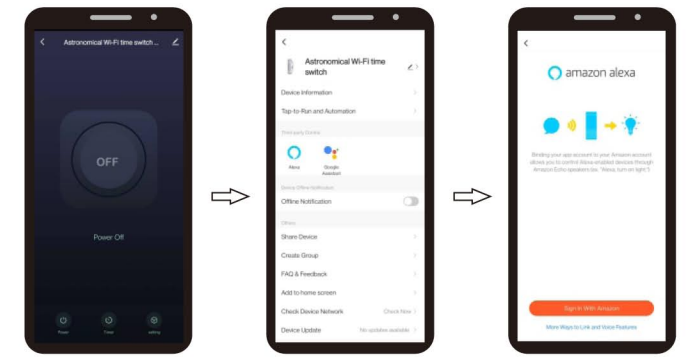 Astronomical Wi-Fi time switch ...
OFF
Power Off
Power
Timer
Astronomical Wi-Fi time
switch
Device Information
Tap-to-Run and Automation
Third-party Control
Alexa
Google
Assistant
Device Offline Notification
Offline Notification
Others
Share Device
Create Group
FAQ & Feedback
Add to home screen
Check Device Network
Check Now
Device Update
No updates available
amazon alexa
Binding your app account to your Amazon account
allows you to control Alexa-enabled devices through
Amazon Echo speakers (ex. "Alexa, turn on light.")
Sign In With Amazon
More Ways to Link and Voice Features